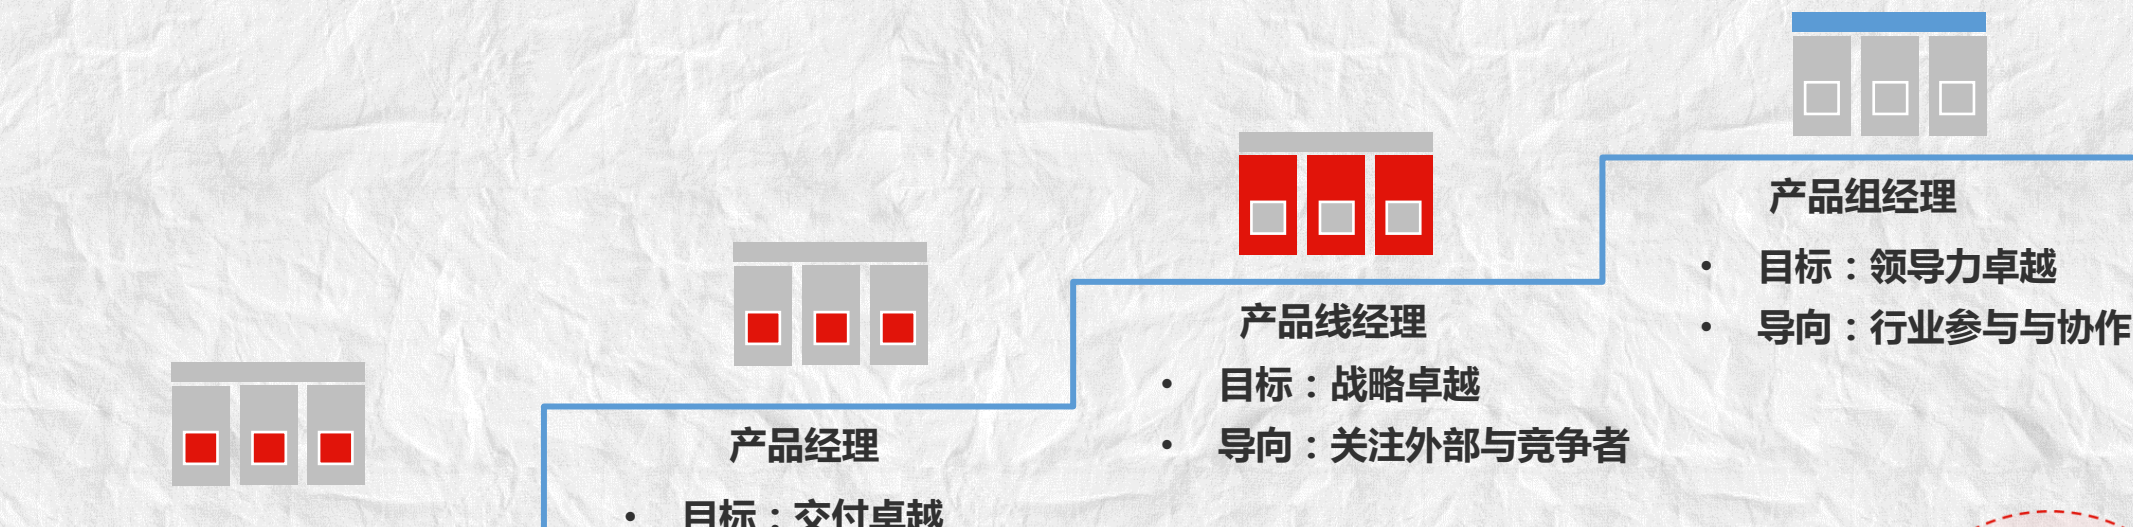 产品组经理
• 目标：领导力卓越
• 导向：行业参与与协作
产品线经理
• 目标：战略卓越
• 导向：关注外部与竞争者
产品经理
• 目标：交付卓越